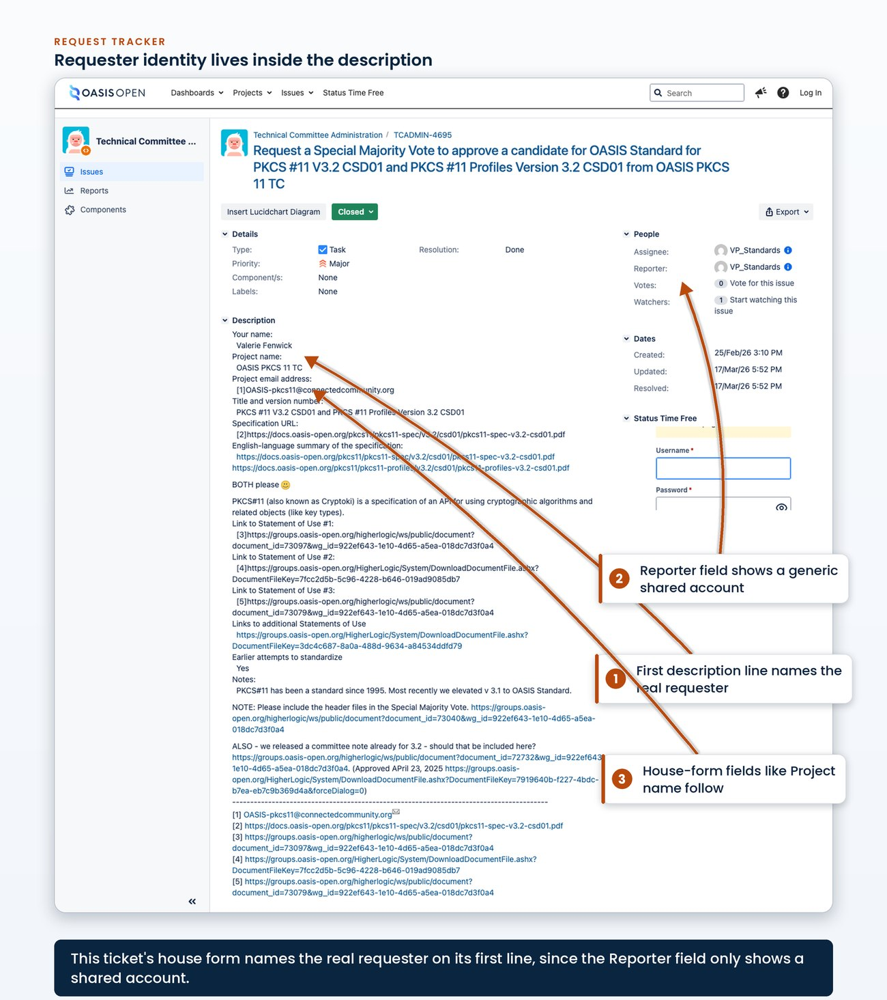 REQUEST TRACKER
Requester identity lives inside the description
OASIS OPEN
Dashboards
Projects
Issues
Status Time Free
Search
Log In
Technical Committee ...
Issues
Reports
Components
Technical Committee Administration / TCADMIN-4695
Request a Special Majority Vote to approve a candidate for OASIS Standard for
PKCS #11 V3.2 CSD01 and PKCS #11 Profiles Version 3.2 CSD01 from OASIS PKCS
11 TC
Insert Lucidchart Diagram
Closed
Export
Details
Type: Task
Resolution: Done
Priority: Major
Component/s: None
Labels: None
People
Assignee: VP_Standards
Reporter: VP_Standards
Votes: 0 Vote for this issue
Watchers: 1 Start watching this
issue
Dates
Created: 25/Feb/26 3:10 PM
Updated: 17/Mar/26 5:52 PM
Resolved: 17/Mar/26 5:52 PM
Status Time Free
Username *
Password *
Description
Your name:
Valerie Fenwick
Project name:
OASIS PKCS 11 TC
Project email address:
[1]OASIS-pkcs11@connectedcommunity.org
Title and version number:
PKCS #11 V3.2 CSD01 and PKCS #11 Profiles Version 3.2 CSD01
Specification URL:
[2]https://docs.oasis-open.org/pkcs11/pkcs11-spec/v3.2/csd01/pkcs11-spec-v3.2-csd01.pdf
English-language summary of the specification:
https://docs.oasis-open.org/pkcs11/pkcs11-spec/v3.2/csd01/pkcs11-spec-v3.2-csd01.pdf
https://docs.oasis-open.org/pkcs11/pkcs11-profiles/v3.2/csd01/pkcs11-profiles-v3.2-csd01.pdf
BOTH please 🙂
PKCS#11 (also known as Cryptoki) is a specification of an API for using cryptographic algorithms and
related objects (like key types).
Link to Statement of Use #1:
[3]https://groups.oasis-open.org/higherlogic/ws/public/document?
document_id=73097&wg_id=922ef643-1e10-4d65-a5ea-018dc7d3f0a4
Link to Statement of Use #2:
[4]https://groups.oasis-open.org/HigherLogic/System/DownloadDocumentFile.ashx?
DocumentFileKey=7fcc2d5b-5c96-4228-b646-019ad9085db7
Link to Statement of Use #3:
[5]https://groups.oasis-open.org/higherlogic/ws/public/document?
document_id=73079&wg_id=922ef643-1e10-4d65-a5ea-018dc7d3f0a4
Links to additional Statements of Use
https://groups.oasis-open.org/HigherLogic/System/DownloadDocumentFile.ashx?
DocumentFileKey=3dc4c687-8a0a-488d-9634-a84534ddfd79
Earlier attempts to standardize
Yes
Notes:
PKCS#11 has been a standard since 1995. Most recently we elevated v 3.1 to OASIS Standard.
NOTE: Please include the header files in the Special Majority Vote. https://groups.oasis-
open.org/higherlogic/ws/public/document?document_id=73040&wg_id=922ef643-1e10-4d65-a5ea-
018dc7d3f0a4
ALSO - we released a committee note already for 3.2 - should that be included here?
https://groups.oasis-open.org/higherlogic/ws/public/document?document_id=72732&wg_id=922ef643
1e10-4d65-a5ea-018dc7d3f0a4. (Approved APril 23, 2025 https://groups.oasis-
open.org/HigherLogic/System/DownloadDocumentFile.ashx?DocumentFileKey=7919640b-f227-4bdc-
b7ea-eb7c9b369d4a&forceDialog=0)
[1] OASIS-pkcs11@connectedcommunity.org
[2] https://docs.oasis-open.org/pkcs11/pkcs11-spec/v3.2/csd01/pkcs11-spec-v3.2-csd01.pdf
[3] https://groups.oasis-open.org/higherlogic/ws/public/document?
document_id=73097&wg_id=922ef643-1e10-4d65-a5ea-018dc7d3f0a4
[4] https://groups.oasis-open.org/HigherLogic/System/DownloadDocumentFile.ashx?
DocumentFileKey=7fcc2d5b-5c96-4228-b646-019ad9085db7
[5] https://groups.oasis-open.org/higherlogic/ws/public/document?
document_id=73079&wg_id=922ef643-1e10-4d65-a5ea-018dc7d3f0a4
2 Reporter field shows a generic
shared account
1 First description line names the
real requester
3 House-form fields like Project
name follow
This ticket's house form names the real requester on its first line, since the Reporter field only shows a
shared account.